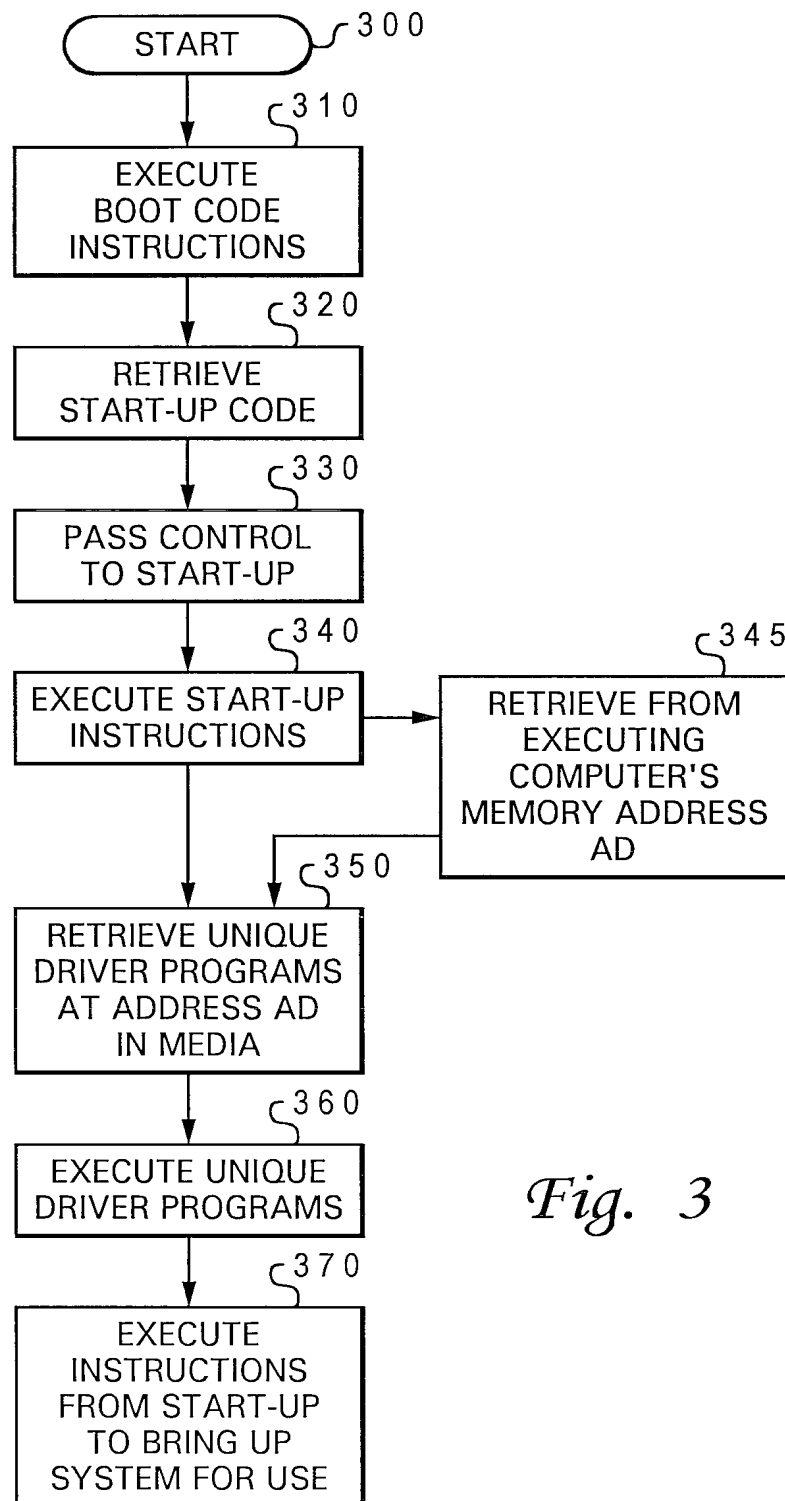 START
300
310
EXECUTE
BOOT CODE
INSTRUCTIONS
320
RETRIEVE
START-UP CODE
330
PASS CONTROL
TO START-UP
340
EXECUTE START-UP
INSTRUCTIONS
345
RETRIEVE FROM
EXECUTING
COMPUTER'S
MEMORY ADDRESS
AD
350
RETRIEVE UNIQUE
DRIVER PROGRAMS
AT ADDRESS AD
IN MEDIA
360
EXECUTE UNIQUE
DRIVER PROGRAMS
Fig. 3
370
EXECUTE
INSTRUCTIONS
FROM START-UP
TO BRING UP
SYSTEM FOR USE